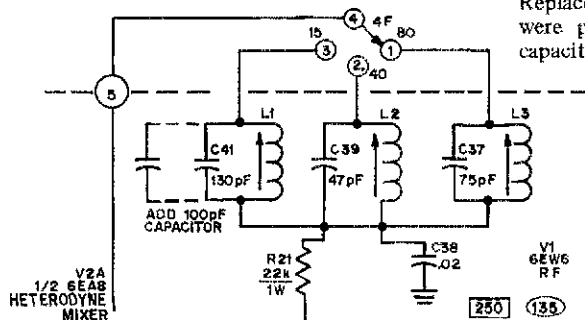 Replace
were p
capacit
4
4F
15
3
1
80
2
40
5
L1
L2
L3
C41
130pF
C39
47pF
C37
75pF
ADD 100pF
CAPACITOR
R21
22k
1W
C38
.02
V2A
1/2 6EA8
HETERODYNE
MIXER
V1
6EW6
RF
250
135